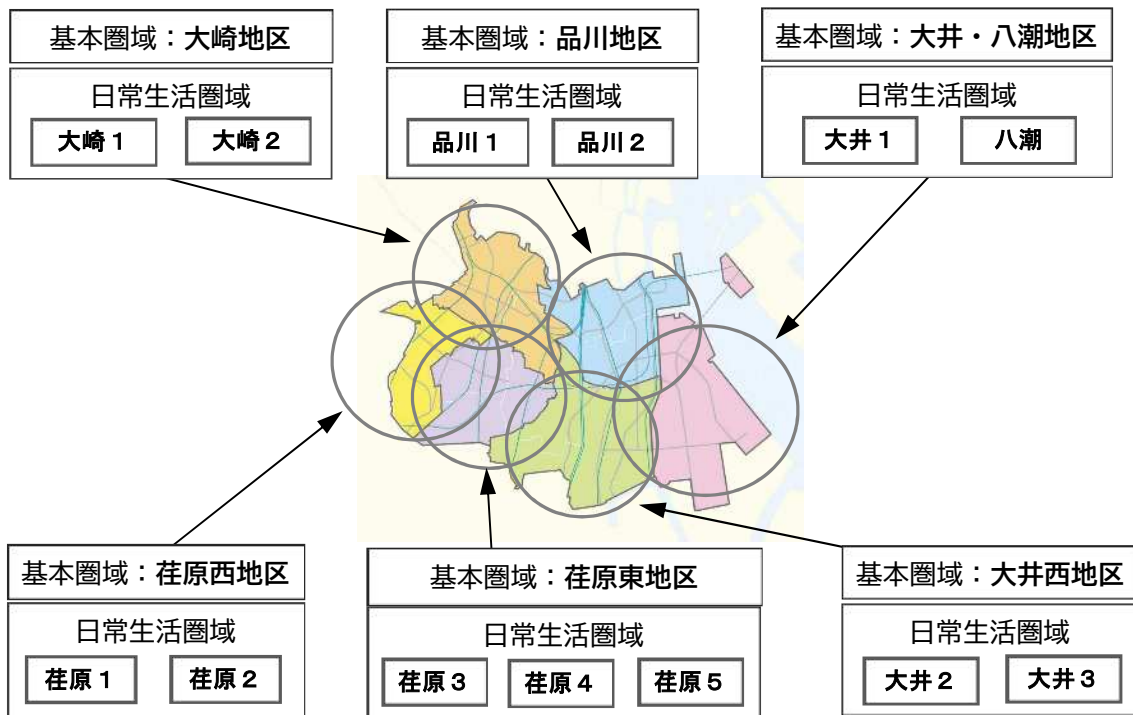 基本圏域：大崎地区
日常生活圏域
大崎１ 大崎２
基本圏域：品川地区
日常生活圏域
品川１ 品川２
基本圏域：大井・八潮地区
日常生活圏域
大井１ 八潮
基本圏域：荏原西地区
日常生活圏域
荏原１ 荏原２
基本圏域：荏原東地区
日常生活圏域
荏原３ 荏原４ 荏原５
基本圏域：大井西地区
日常生活圏域
大井２ 大井３